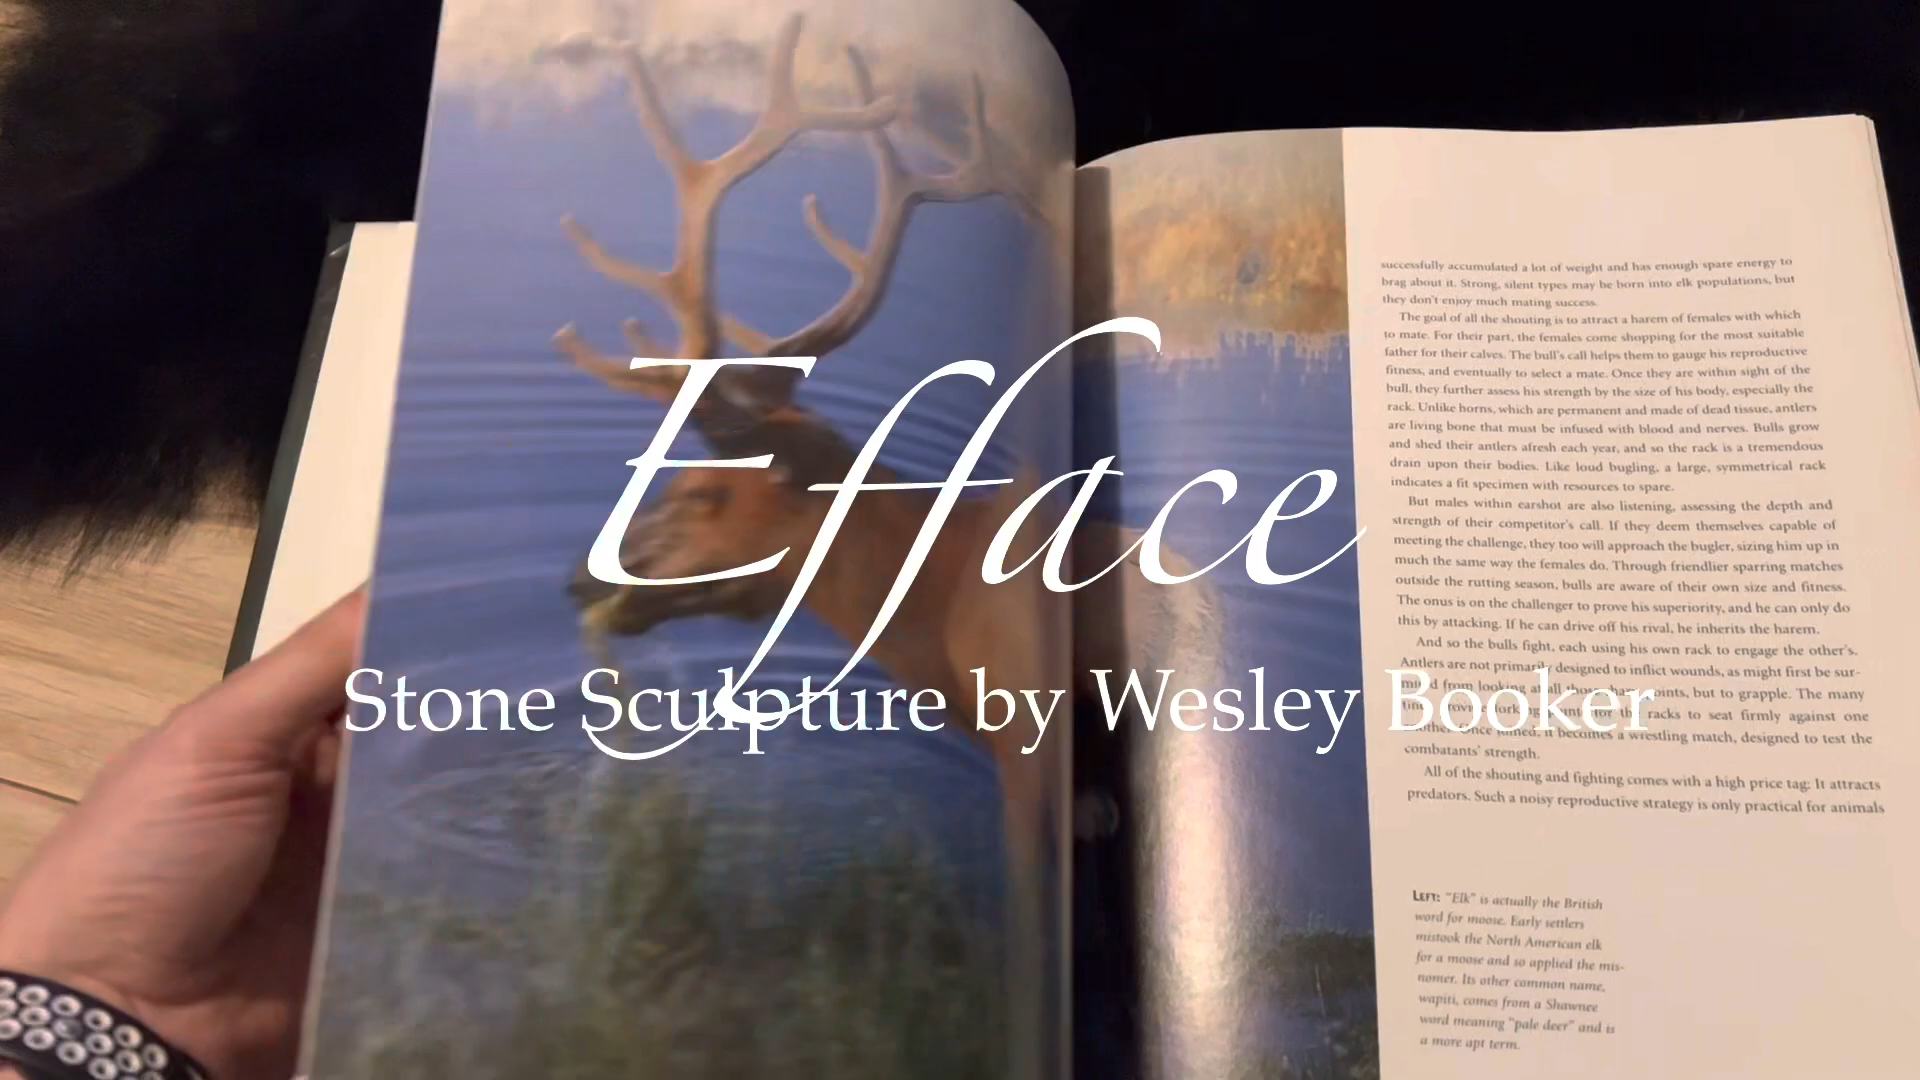 Efface
Stone Sculpture by Wesley Booker
successfully accumulated a lot of weight and has enough spare energy to
brag about it. Strong, silent types may be born into elk populations, but
they don't enjoy much mating success.
The goal of all the shouting is to attract a harem of females with which
to mate. For their part, the females come shopping for the most suitable
father for their calves. The bull's call helps them to gauge his reproductive
fitness, and eventually to select a mate. Once they are within sight of the
bull, they further assess his strength by the size of his body, especially the
rack. Unlike horns, which are permanent and made of dead tissue, antlers
are living bone that must be infused with blood and nerves. Bulls grow
and shed their antlers afresh each year, and so the rack is a tremendous
drain upon their bodies. Like loud bugling, a large, symmetrical rack
indicates a fit specimen with resources to spare.
But males within earshot are also listening, assessing the depth and
strength of their competitor's call. If they deem themselves capable of
meeting the challenge, they too will approach the bugler, sizing him up in
much the same way the females do. Through friendlier sparring matches
outside the rutting season, bulls are aware of their own size and fitness.
The onus is on the challenger to prove his superiority, and he can only do
this by attacking. If he can drive off his rival, he inherits the harem.
And so the bulls fight, each using his own rack to engage the other's.
Antlers are not primarily designed to inflict wounds, as might first be sur-
from looking at all but to grapple. The many
racks to seat firmly against one
it becomes a wrestling match, designed to test the
combatants' strength.
All of the shouting and fighting comes with a high price tag: It attracts
predators. Such a noisy reproductive strategy is only practical for animals
LEFT: "Elk" is actually the British
word for moose. Early settlers
mistook the North American elk
for a moose and so applied the mis-
nomer. Its other common name,
wapiti, comes from a Shawnee
word meaning "pale deer" and is
a more apt term.